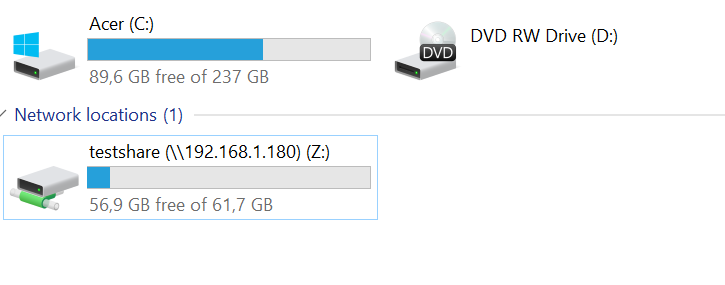 Acer (C:)
89,6 GB free of 237 GB
DVD RW Drive (D:)
DVD
Network locations (1)
testshare (\\192.168.1.180) (Z:)
56,9 GB free of 61,7 GB